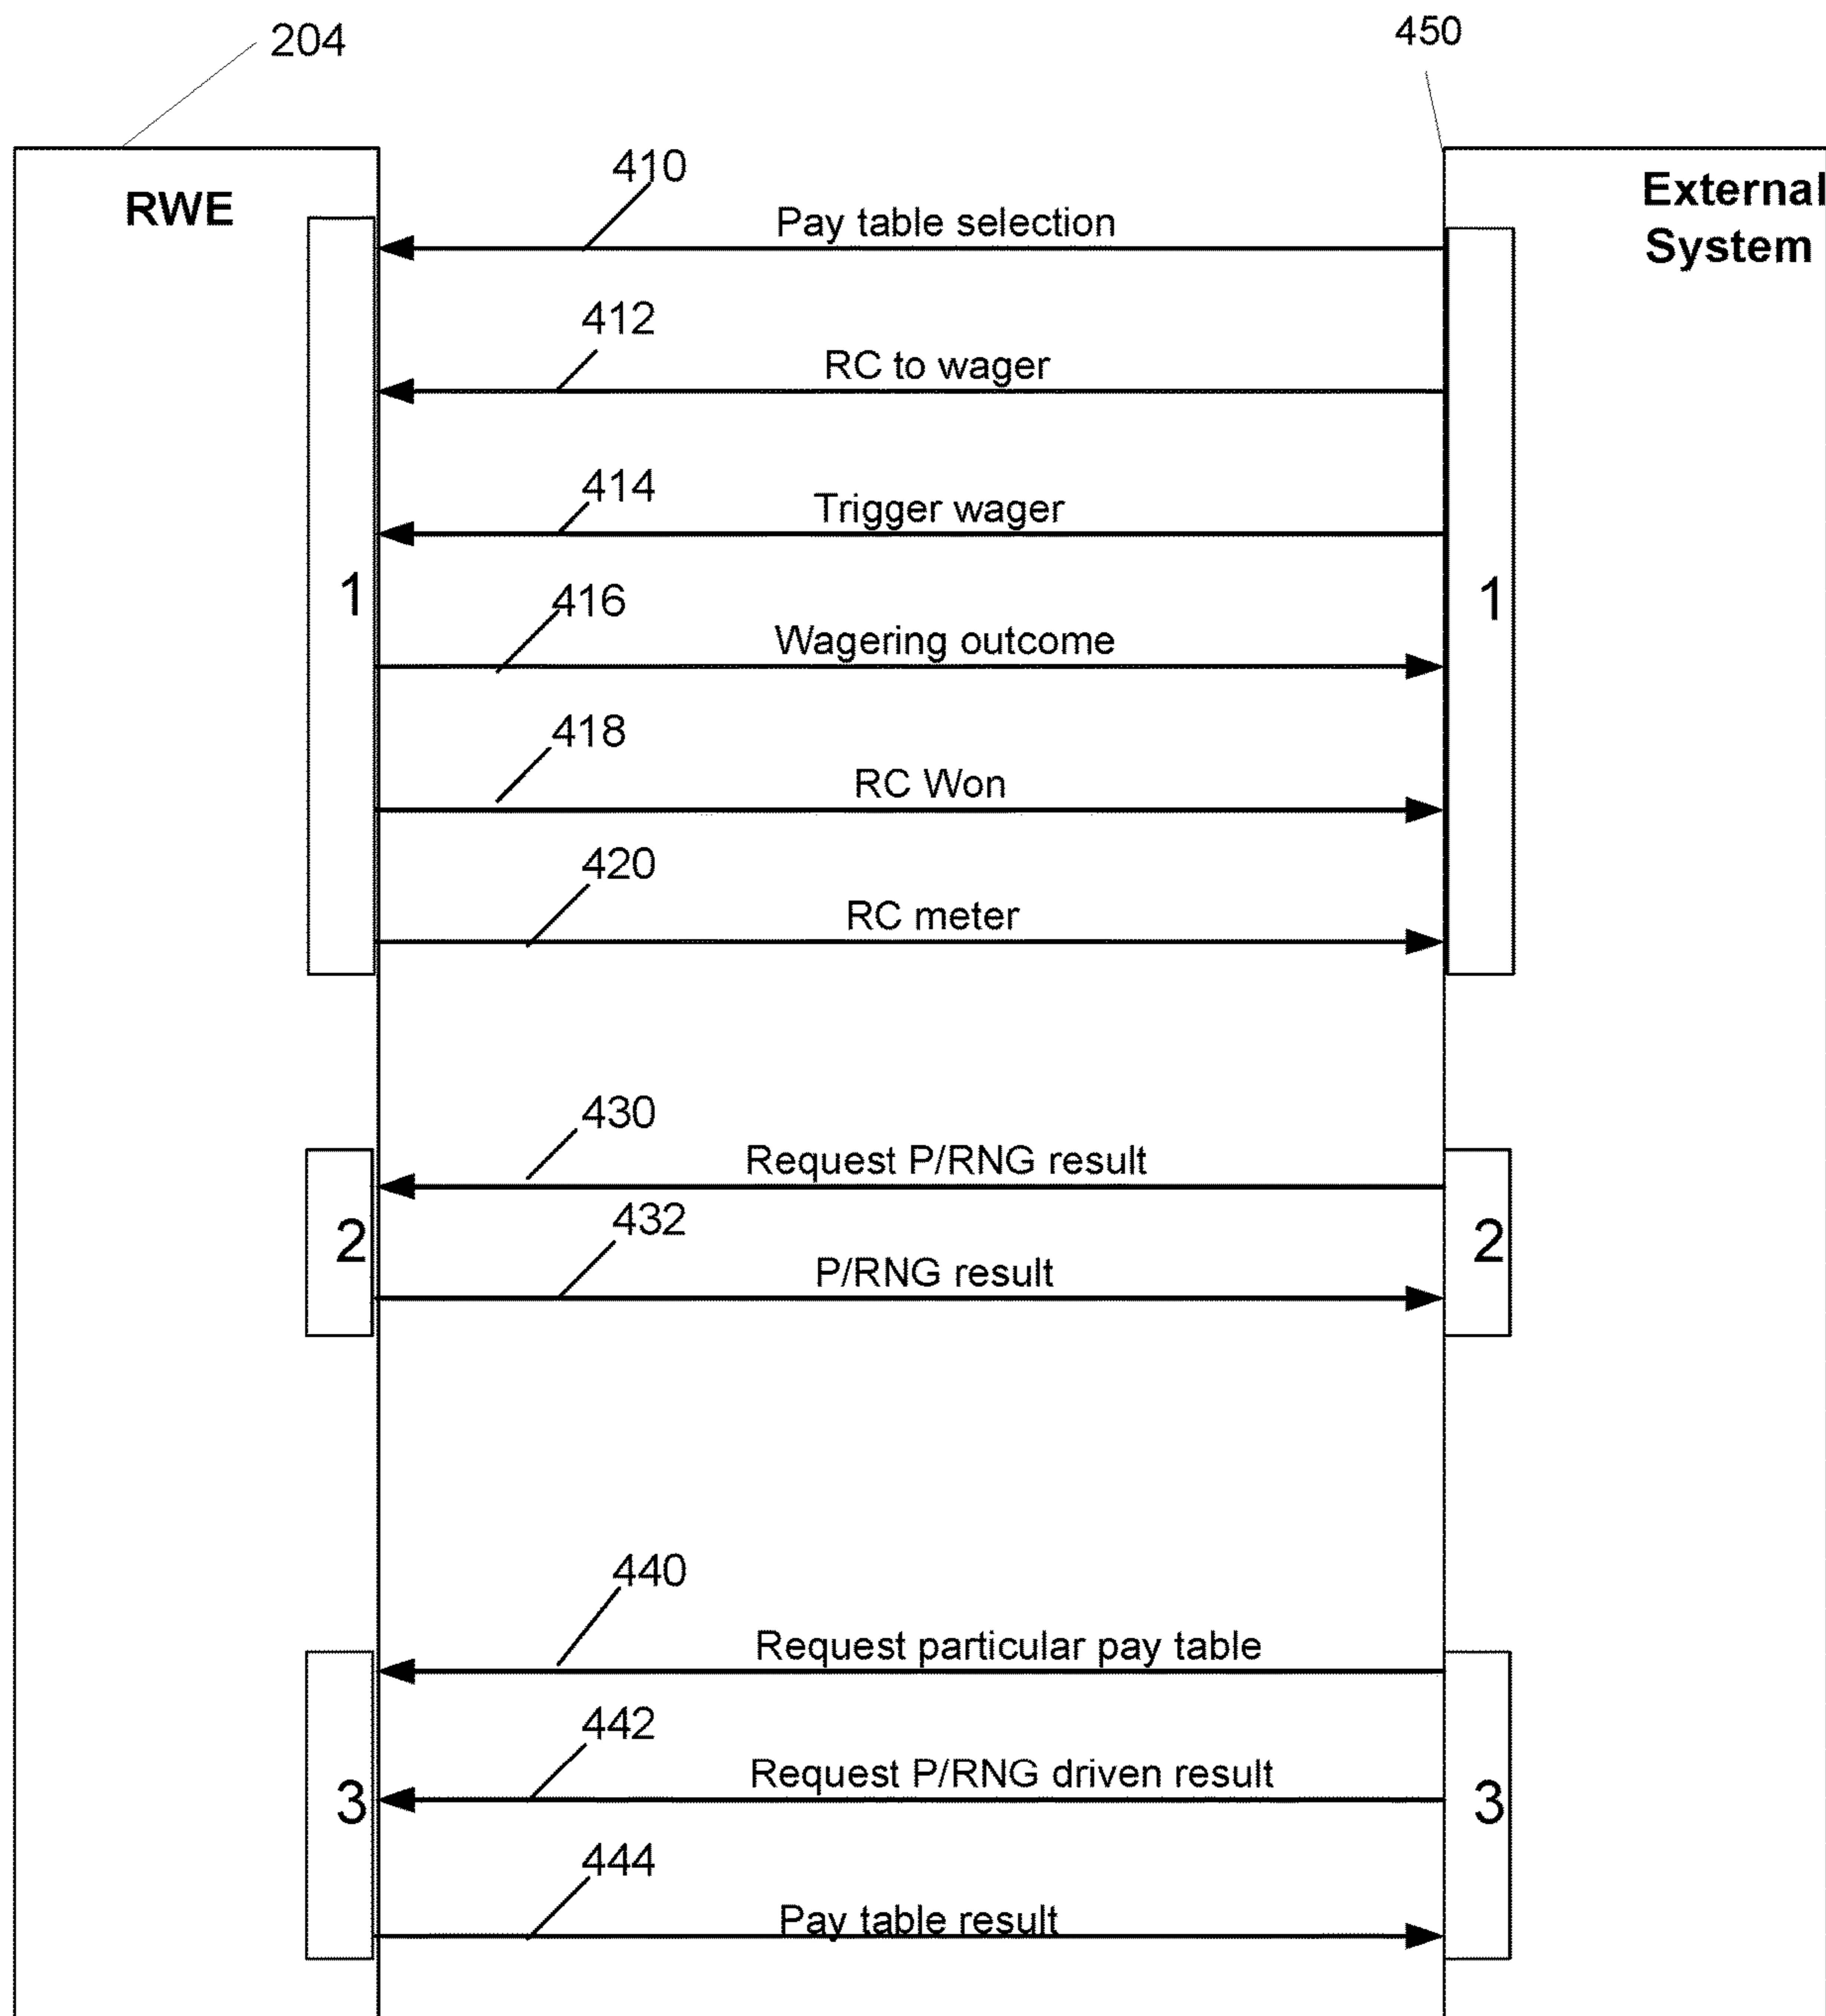 204
450
RWE
External
System
410
Pay table selection
412
RC to wager
414
Trigger wager
1
1
416
Wagering outcome
418
RC Won
420
RC meter
430
Request P/RNG result
2
2
432
P/RNG result
440
Request particular pay table
442
Request P/RNG driven result
3
3
444
Pay table result